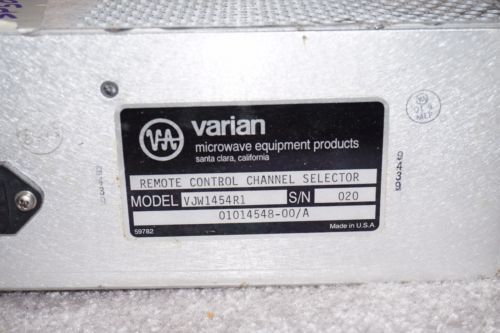 VA varian
microwave equipment products
santa clara, california
REMOTE CONTROL CHANNEL SELECTOR
MODEL VJW1454R1 S/N 020
01014548-00/A
59782 Made in U.S.A.